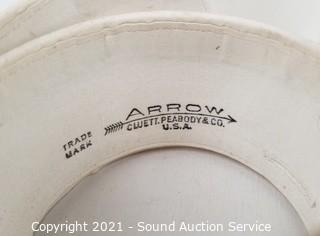 ARROW
CLUETT. PEABODY & CO.
U.S.A.
TRADE
MARK
Copyright 2021 - Sound Auction Service